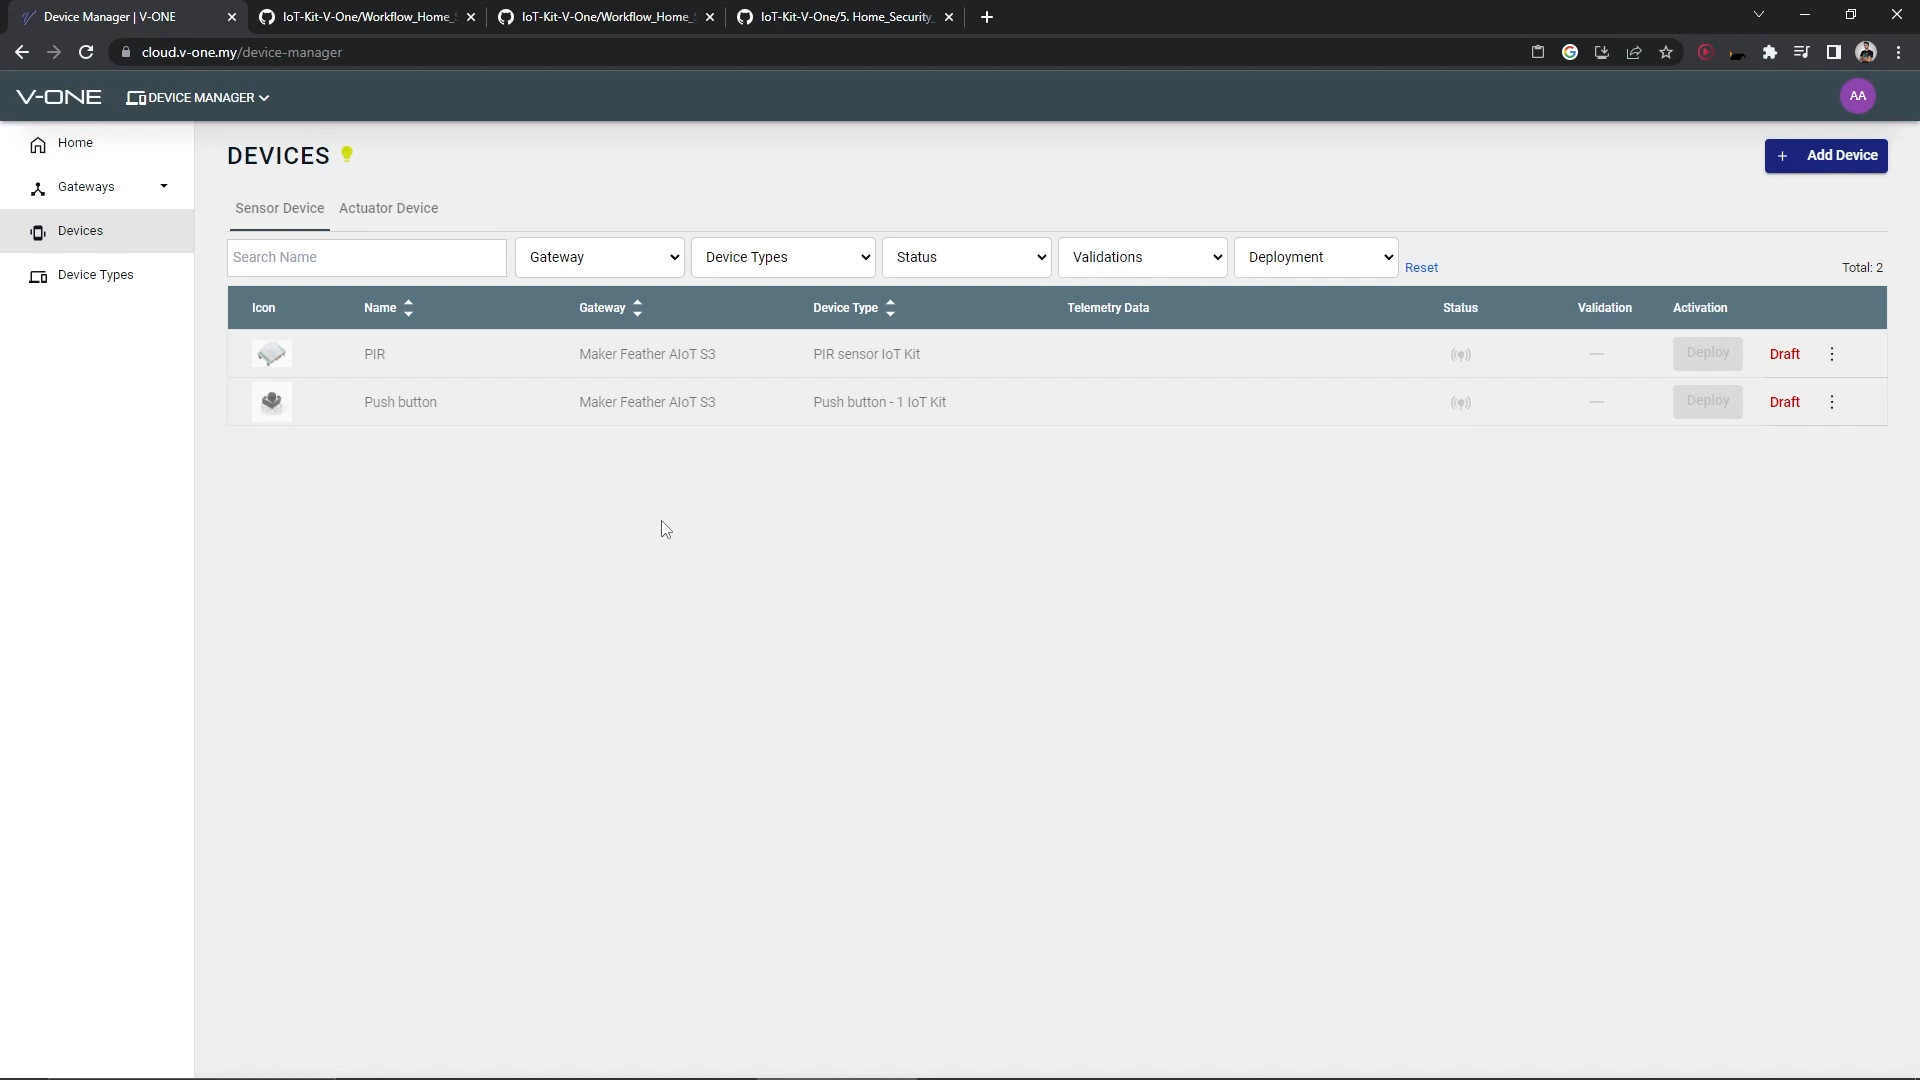 Device Manager | V-ONE
IoT-Kit-V-One/Workflow_Home_S
IoT-Kit-V-One/Workflow_Home_S
IoT-Kit-V-One/5. Home_Security_
cloud.v-one.my/device-manager
V-ONE
DEVICE MANAGER
AA
Home
Gateways
Devices
Device Types
DEVICES
+ Add Device
Sensor Device Actuator Device
Search Name Gateway Device Types Status Validations Deployment Reset Total: 2
Icon Name Gateway Device Type Telemetry Data Status Validation Activation
PIR Maker Feather AIoT S3 PIR sensor IoT Kit — Deploy Draft
Push button Maker Feather AIoT S3 Push button - 1 IoT Kit — Deploy Draft